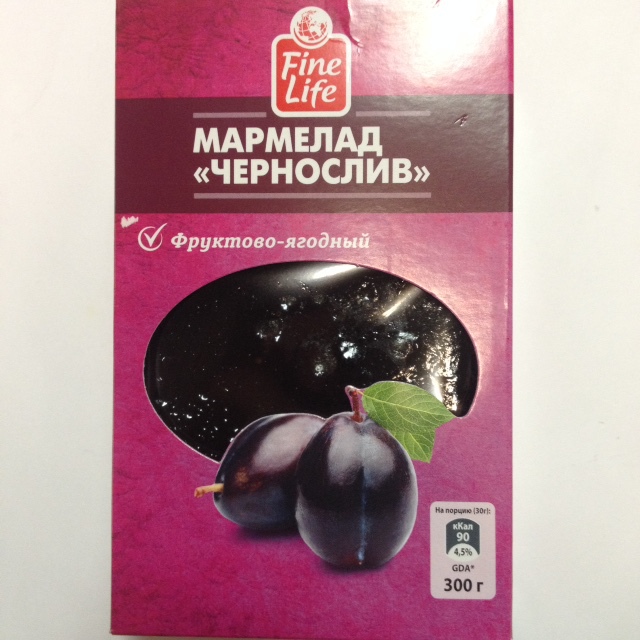 Fine
Life
МАРМЕЛАД
«ЧЕРНОСЛИВ»
Фруктово-ягодный
На порцию (30г):
кКал
90
4,5%
GDA*
300 г